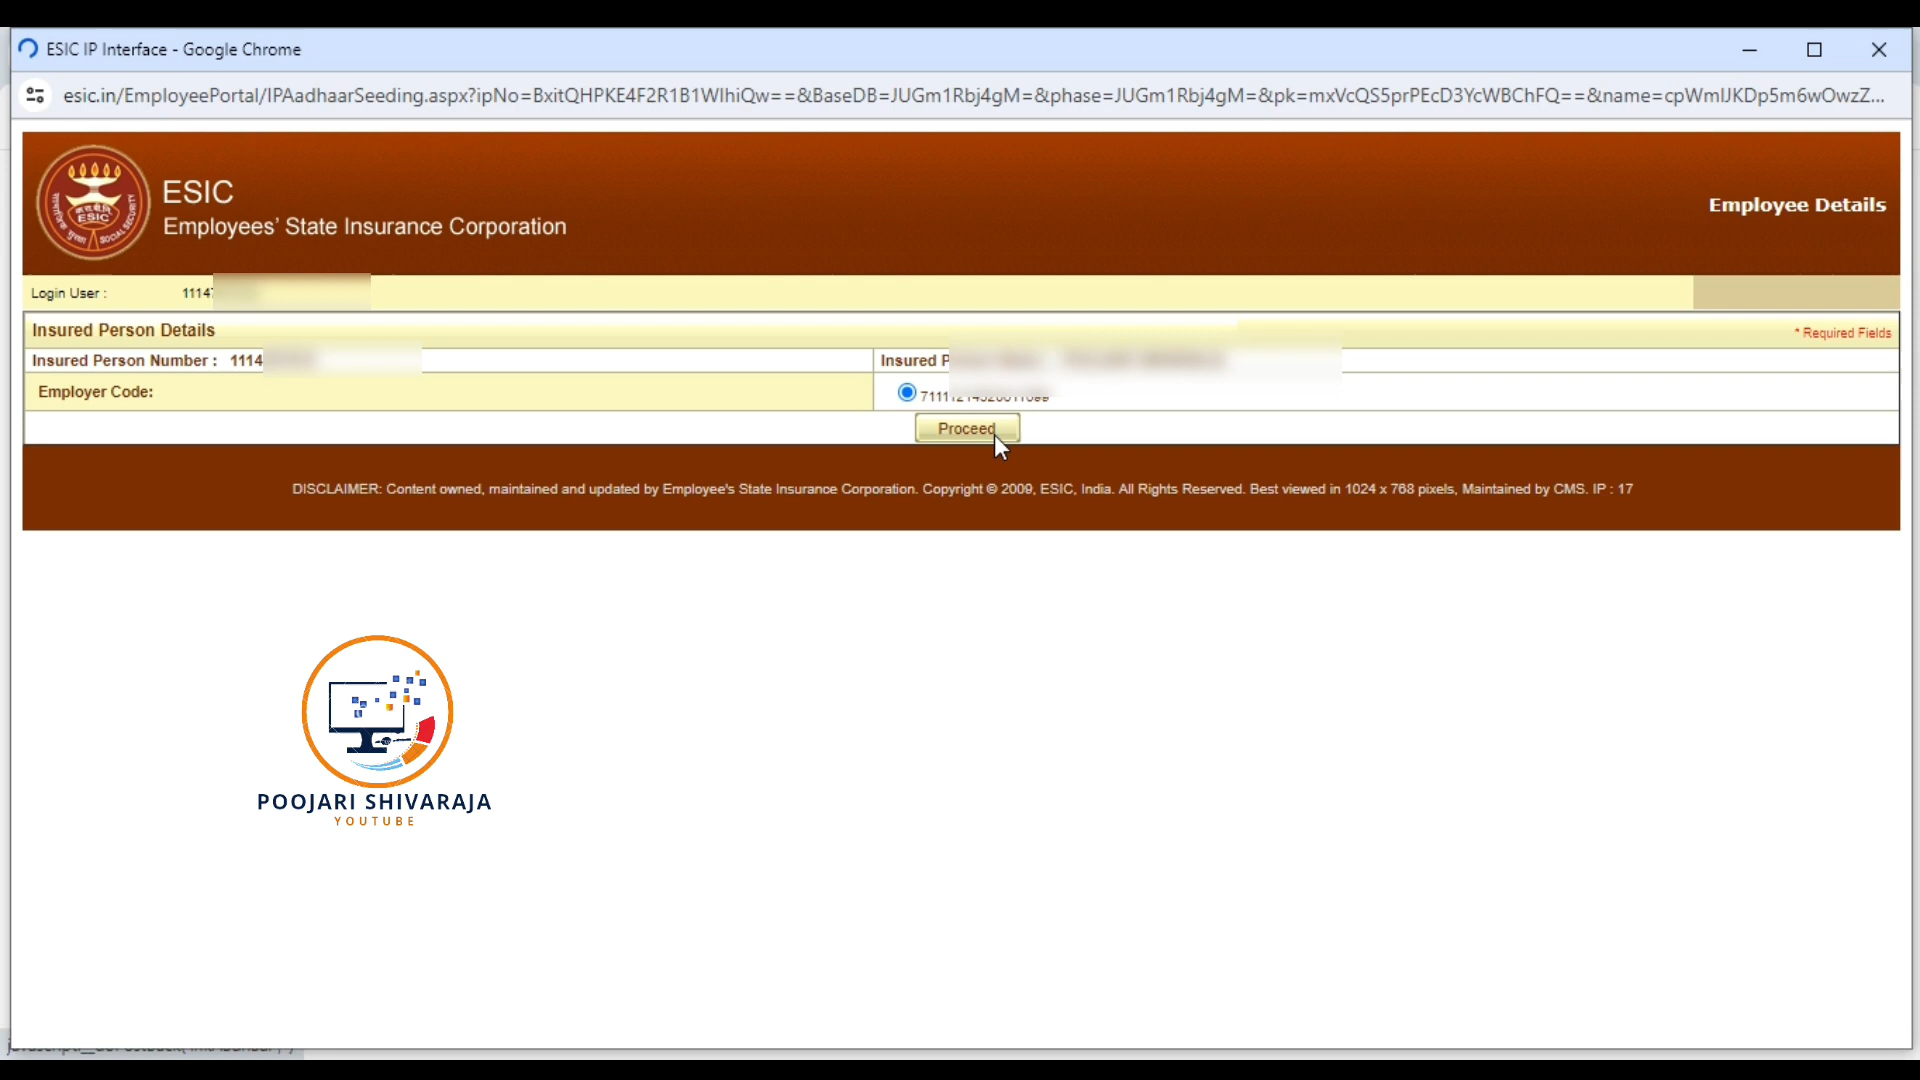 ESIC IP Interface - Google Chrome
esic.in/EmployeePortal/IPAadhaarSeeding.aspx?ipNo=BxitQHPKE4F2R1B1WlhiQw==&BaseDB=JUGm1Rbj4gM=&phase=JUGm1Rbj4gM=&pk=mxVcQS5prPEcD3YcWBChFQ==&name=cpWmlJKDp5m6wOwzZ...
ESIC
Employees' State Insurance Corporation
Employee Details
Login User : 1114
Insured Person Details
* Required Fields
Insured Person Number : 1114
Insured
Employer Code:
Proceed
DISCLAIMER: Content owned, maintained and updated by Employee's State Insurance Corporation. Copyright © 2009, ESIC, India. All Rights Reserved. Best viewed in 1024 x 768 pixels, Maintained by CMS. IP : 17
POOJARI SHIVARAJA
YOUTUBE